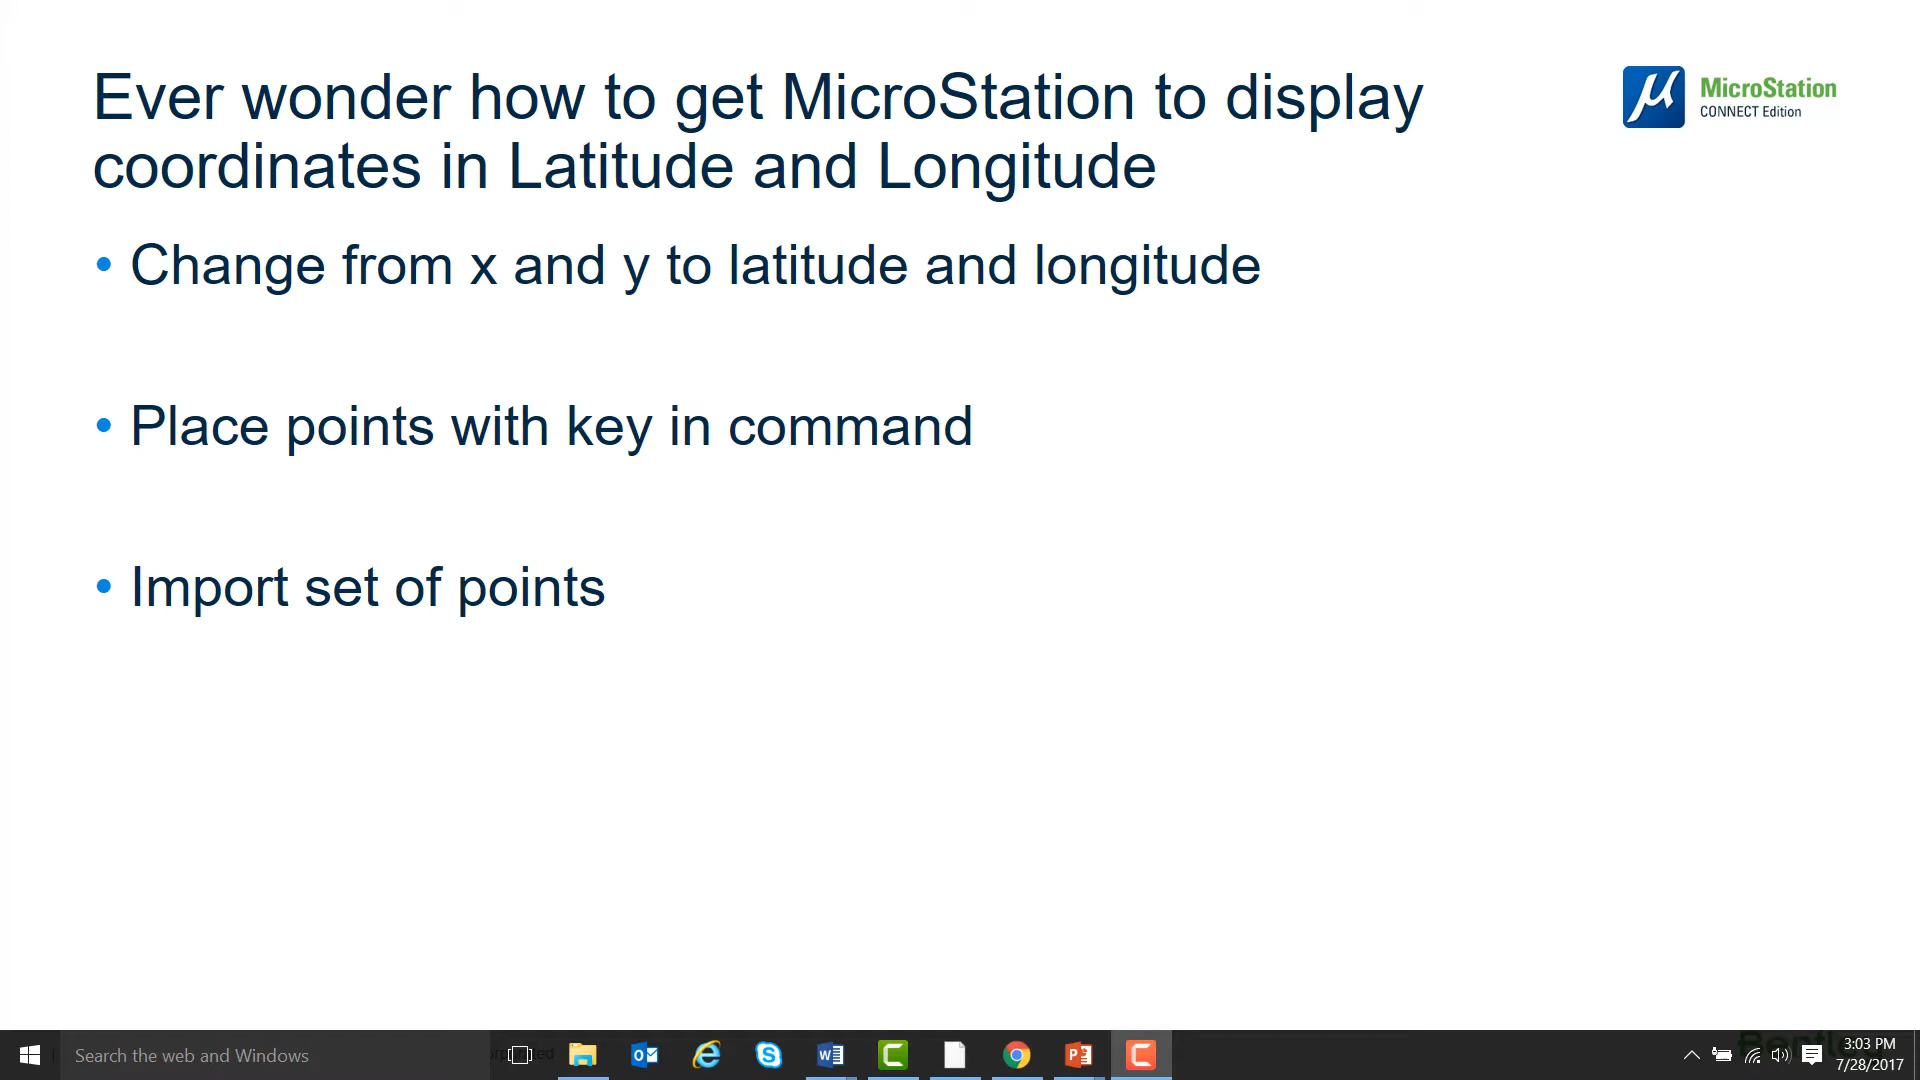 Ever wonder how to get MicroStation to display
coordinates in Latitude and Longitude
MicroStation
CONNECT Edition
• Change from x and y to latitude and longitude
• Place points with key in command
• Import set of points
Search the web and Windows
3:03 PM
7/28/2017